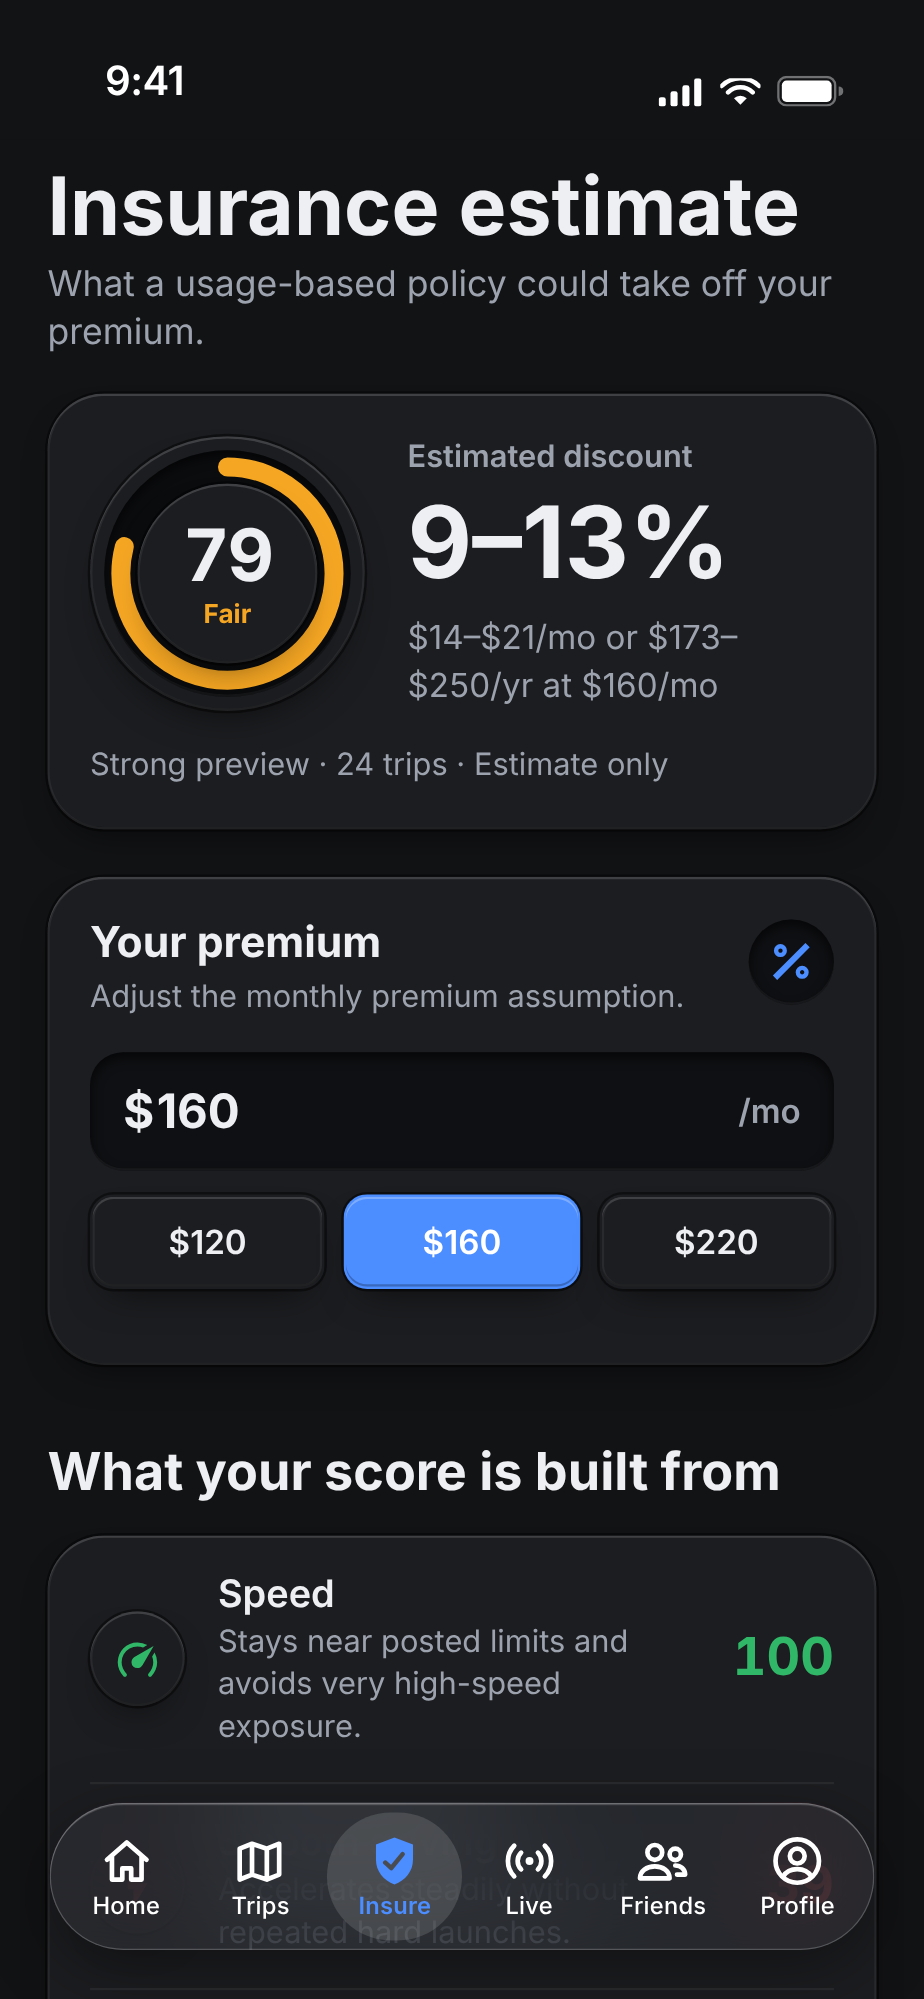 9:41
Insurance estimate
What a usage-based policy could take off your
premium.
79
Fair
Estimated discount
9–13%
$14–$21/mo or $173–
$250/yr at $160/mo
Strong preview · 24 trips · Estimate only
Your premium
Adjust the monthly premium assumption.
$160
/mo
$120
$160
$220
What your score is built from
Speed
Stays near posted limits and
avoids very high-speed
exposure.
100
Accelerates steadily without
repeated hard launches.
Home
Trips
Insure
Live
Friends
Profile